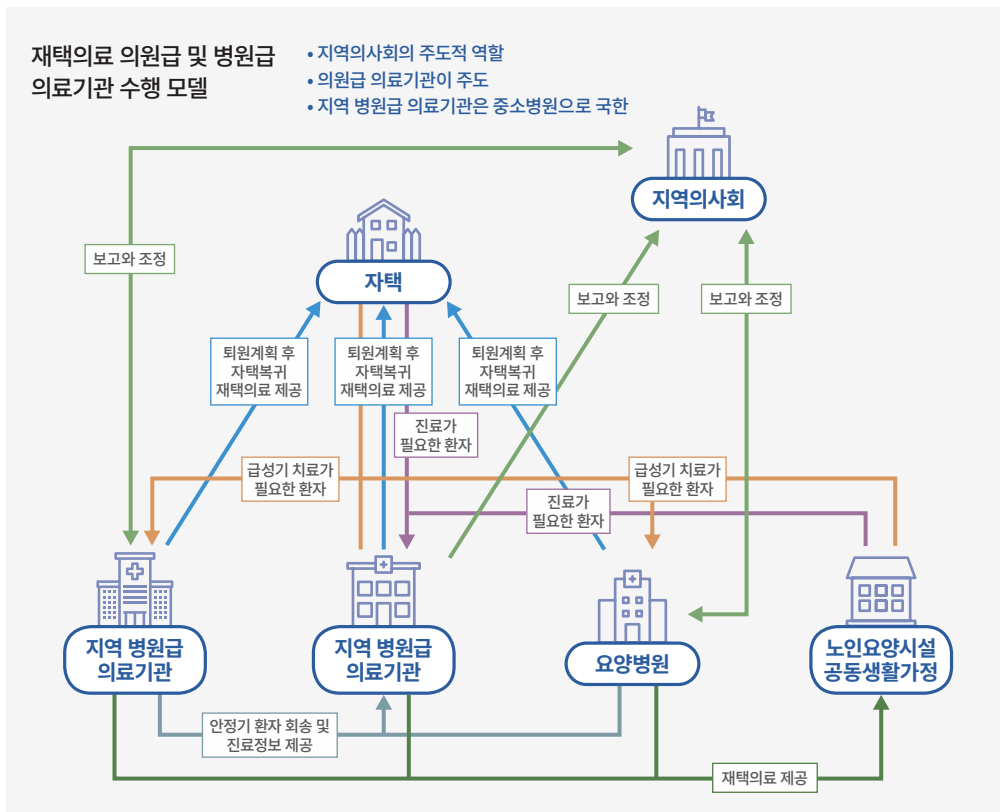 재택의료 의원급 및 병원급
의료기관 수행 모델
• 지역의사회의 주도적 역할
• 의원급 의료기관이 주도
• 지역 병원급 의료기관은 중소병원으로 국한
지역의사회
자택
보고와 조정
보고와 조정
보고와 조정
퇴원계획 후
자택복귀
재택의료 제공
퇴원계획 후
자택복귀
재택의료 제공
퇴원계획 후
자택복귀
재택의료 제공
진료가
필요한 환자
급성기 치료가
필요한 환자
급성기 치료가
필요한 환자
진료가
필요한 환자
지역 병원급
의료기관
지역 병원급
의료기관
요양병원
노인요양시설
공동생활가정
안정기 환자 회송 및
진료정보 제공
재택의료 제공